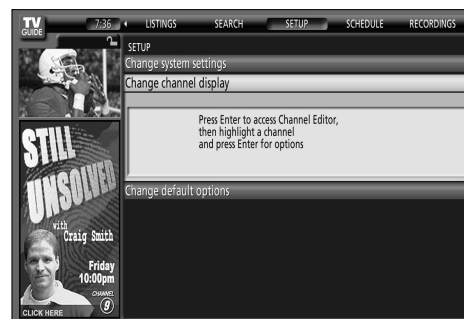 TV
GUIDE
7:36
LISTINGS
SEARCH
SETUP
SCHEDULE
RECORDINGS
SETUP
Change system settings
Change channel display
Press Enter to access Channel Editor,
then highlight a channel
and press Enter for options
Change default options
STILL
UNSOLVED
with
Craig Smith
Friday
10:00pm
CHANNEL
9
CLICK HERE